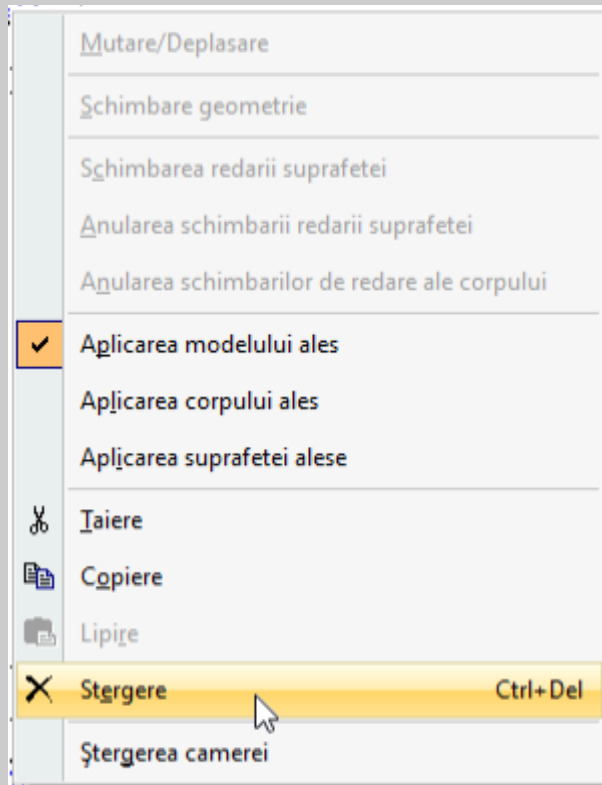 Mutare/Deplasare
Schimbare geometrie
Schimbarea redarii suprafetei
Anularea schimbarii redarii suprafetei
Anularea schimbarilor de redare ale corpului
Aplicarea modelului ales
Aplicarea corpului ales
Aplicarea suprafetei alese
Taiere
Copiere
Lipire
Stergere Ctrl+Del
Ștergerea camerei